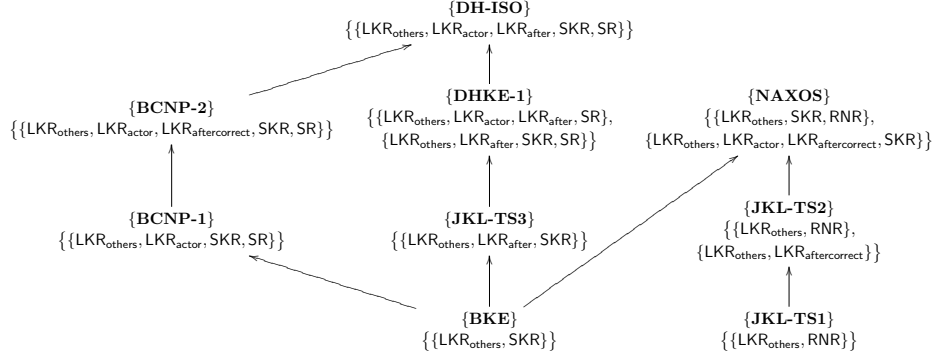 {DH-ISO}
{{LKRothers, LKRactor, LKRafter, SKR, SR}}
{BCNP-2}
{{LKRothers, LKRactor, LKRaftercorrect, SKR, SR}}
{DHKE-1}
{{LKRothers, LKRactor, LKRafter, SR},
{LKRothers, LKRafter, SKR, SR}}
{NAXOS}
{{LKRothers, SKR, RNR},
{LKRothers, LKRactor, LKRaftercorrect, SKR}}
{BCNP-1}
{{LKRothers, LKRactor, SKR, SR}}
{JKL-TS3}
{{LKRothers, LKRafter, SKR}}
{JKL-TS2}
{{LKRothers, RNR},
{LKRothers, LKRaftercorrect}}
{BKE}
{{LKRothers, SKR}}
{JKL-TS1}
{{LKRothers, RNR}}